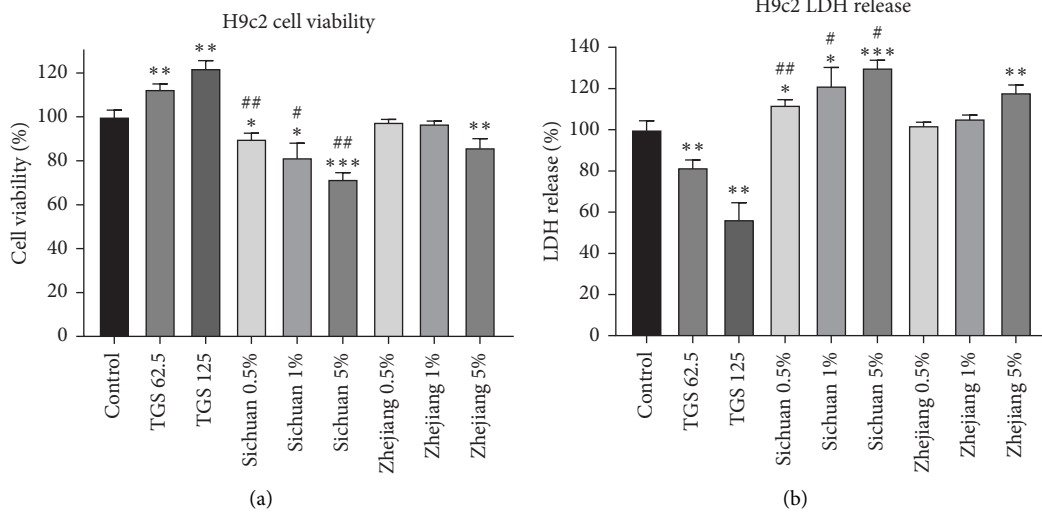 H9c2 cell viability
Cell viability (%)
120
100
80
60
40
20
0
**
**
##
*
#
*
##
***
**
Control
TGS 62.5
TGS 125
Sichuan 0.5%
Sichuan 1%
Sichuan 5%
Zhejiang 0.5%
Zhejiang 1%
Zhejiang 5%
(a)
H9c2 LDH release
LDH release (%)
140
120
100
80
60
40
20
0
**
**
##
*
#
*
#
***
**
Control
TGS 62.5
TGS 125
Sichuan 0.5%
Sichuan 1%
Sichuan 5%
Zhejiang 0.5%
Zhejiang 1%
Zhejiang 5%
(b)